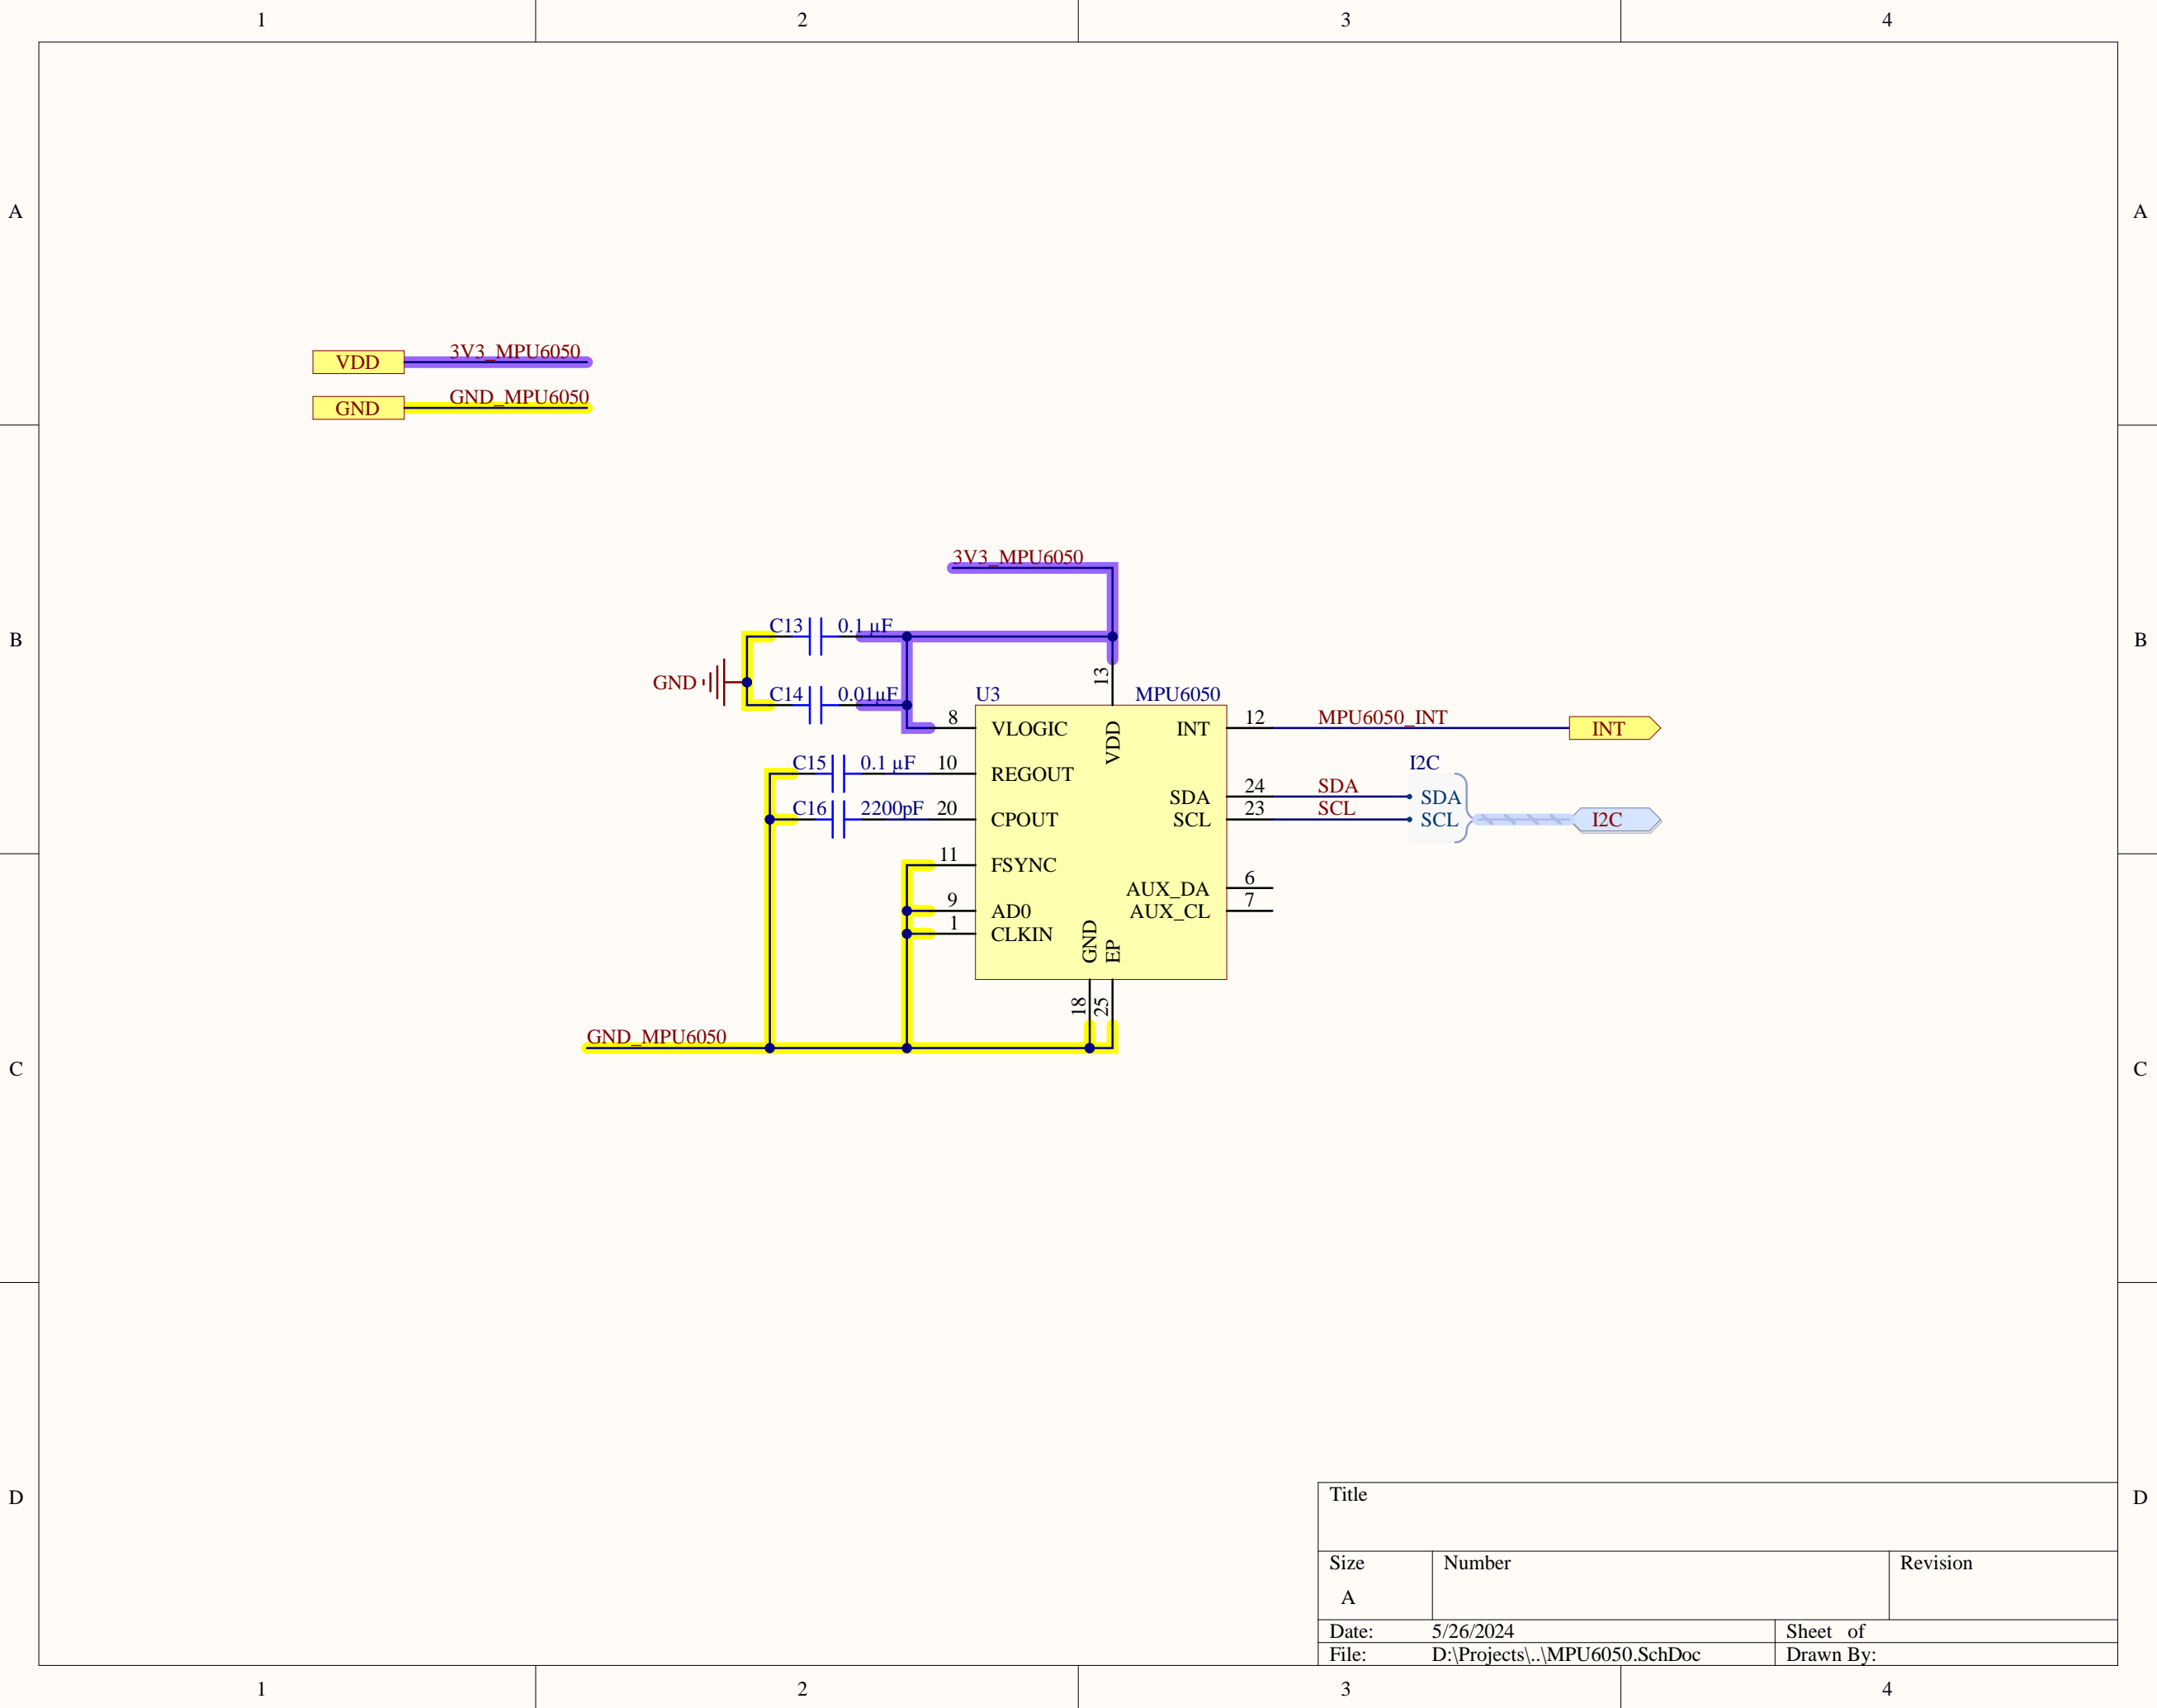 1 2 3 4
A A
VDD 3V3_MPU6050
GND GND_MPU6050
3V3_MPU6050
B B
C13 0.1 µF
GND
13
C14 0.01µF
U3 MPU6050
8 VLOGIC VDD INT 12 MPU6050_INT INT
C15 0.1 µF 10 REGOUT
I2C
SDA 24 SDA SDA
C16 2200pF 20 CPOUT SCL 23 SCL SCL I2C
11 FSYNC
AUX_DA 6
9 AD0 AUX_CL 7
1 CLKIN GND EP
18 25
GND_MPU6050
C C
D D
Title
Size Number Revision
A
Date: 5/26/2024 Sheet of
File: D:\Projects\..\MPU6050.SchDoc Drawn By:
1 2 3 4